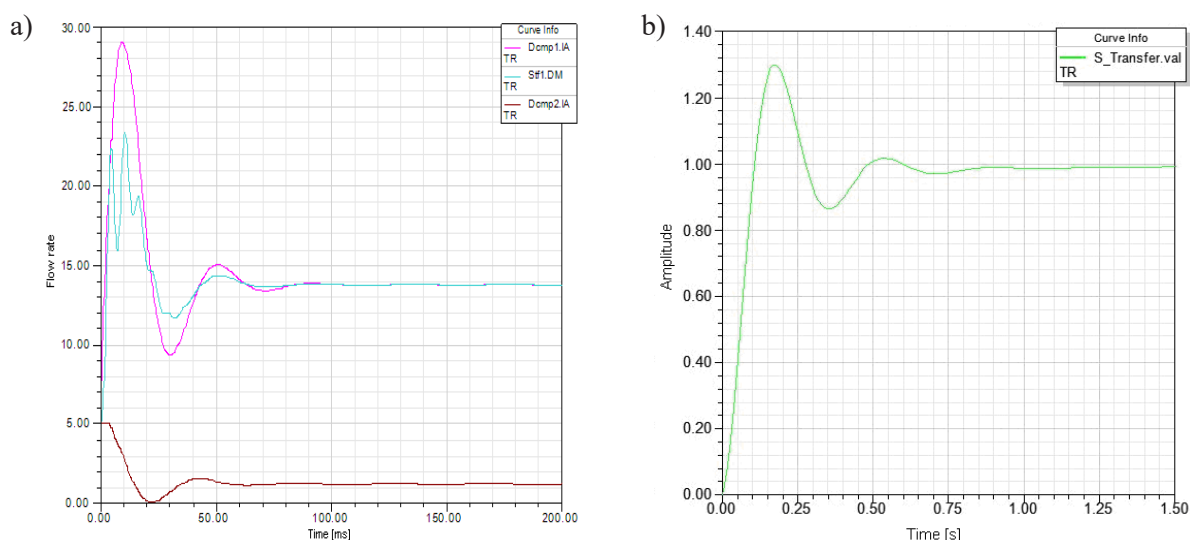 a)
30.00
25.00
20.00
15.00
10.00
5.00
0.00
Flow rate
0.00 50.00 100.00 150.00 200.00
Time [ms]
Curve Info
Dcmp1.IA
TR
Stf1.DM
TR
Dcmp2.IA
TR
b)
1.40
1.20
1.00
0.80
0.60
0.40
0.20
0.00
Amplitude
0.00 0.25 0.50 0.75 1.00 1.25 1.50
Time [s]
Curve Info
S_Transfer.val
TR